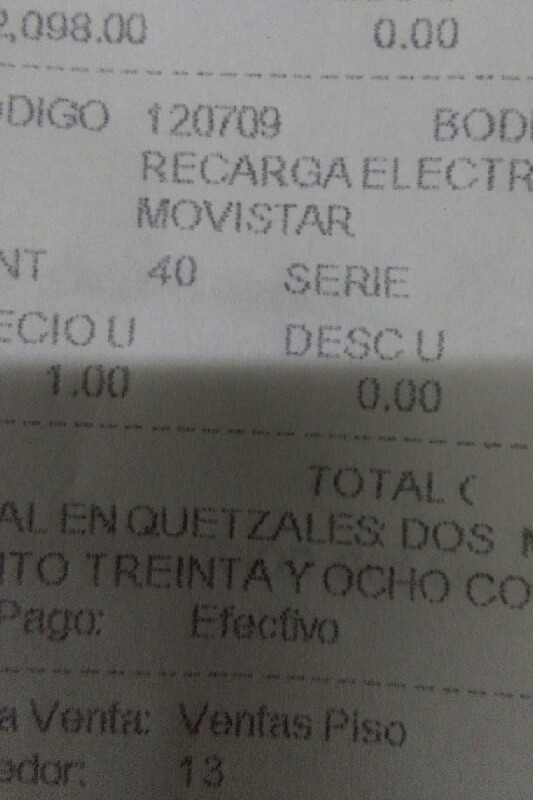 2,098.00 0.00
ODIGO 120709 BOD
RECARGA ELECTR
MOVISTAR
NT 40 SERIE
ECIO U DESC U
1.00 0.00
TOTAL (
AL EN QUETZALES: DOS
ITO TREINTA Y OCHO CO
Pago: Efectivo
a Venta: Ventas Piso
edor: 13